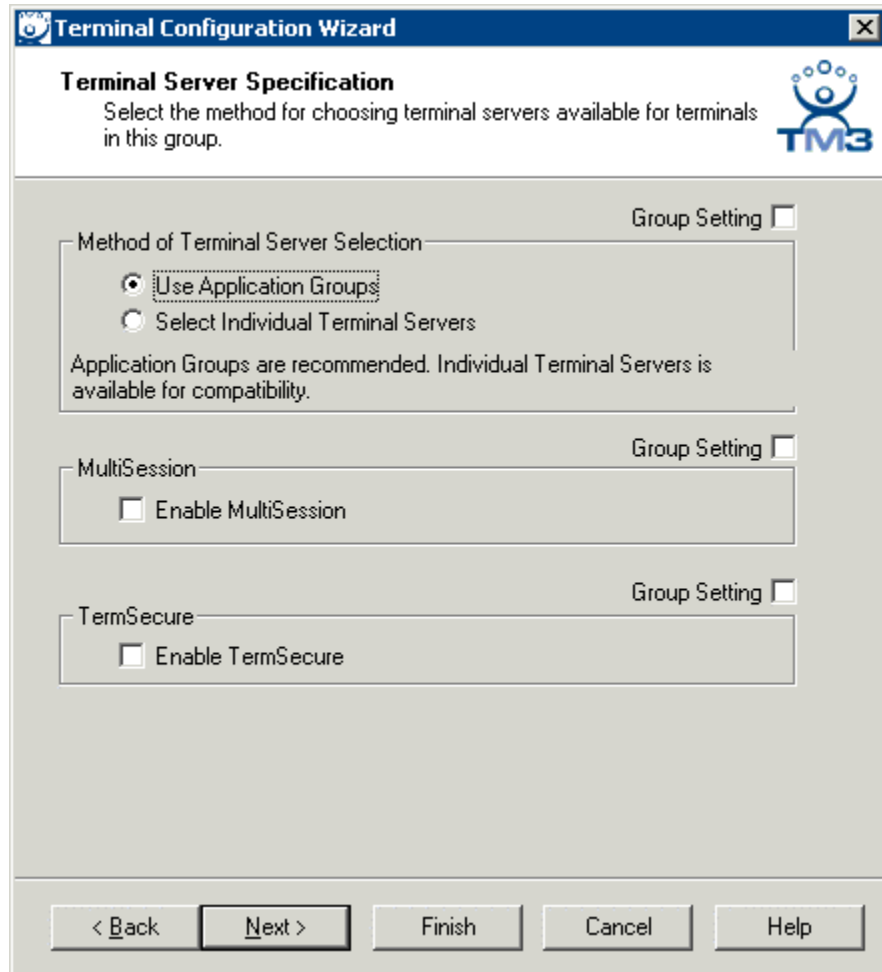 Terminal Configuration Wizard
Terminal Server Specification
Select the method for choosing terminal servers available for terminals
in this group.
TM3
Group Setting
Method of Terminal Server Selection
Use Application Groups
Select Individual Terminal Servers
Application Groups are recommended. Individual Terminal Servers is
available for compatibility.
Group Setting
MultiSession
Enable MultiSession
Group Setting
TermSecure
Enable TermSecure
< Back
Next >
Finish
Cancel
Help